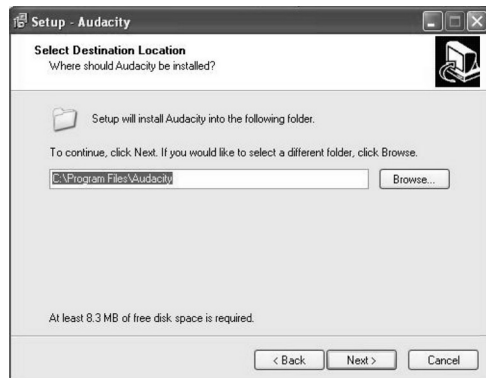 Setup - Audacity
Select Destination Location
Where should Audacity be installed?
Setup will install Audacity into the following folder.
To continue, click Next. If you would like to select a different folder, click Browse.
C:\Program Files\Audacity
Browse...
At least 8.3 MB of free disk space is required.
< Back
Next >
Cancel